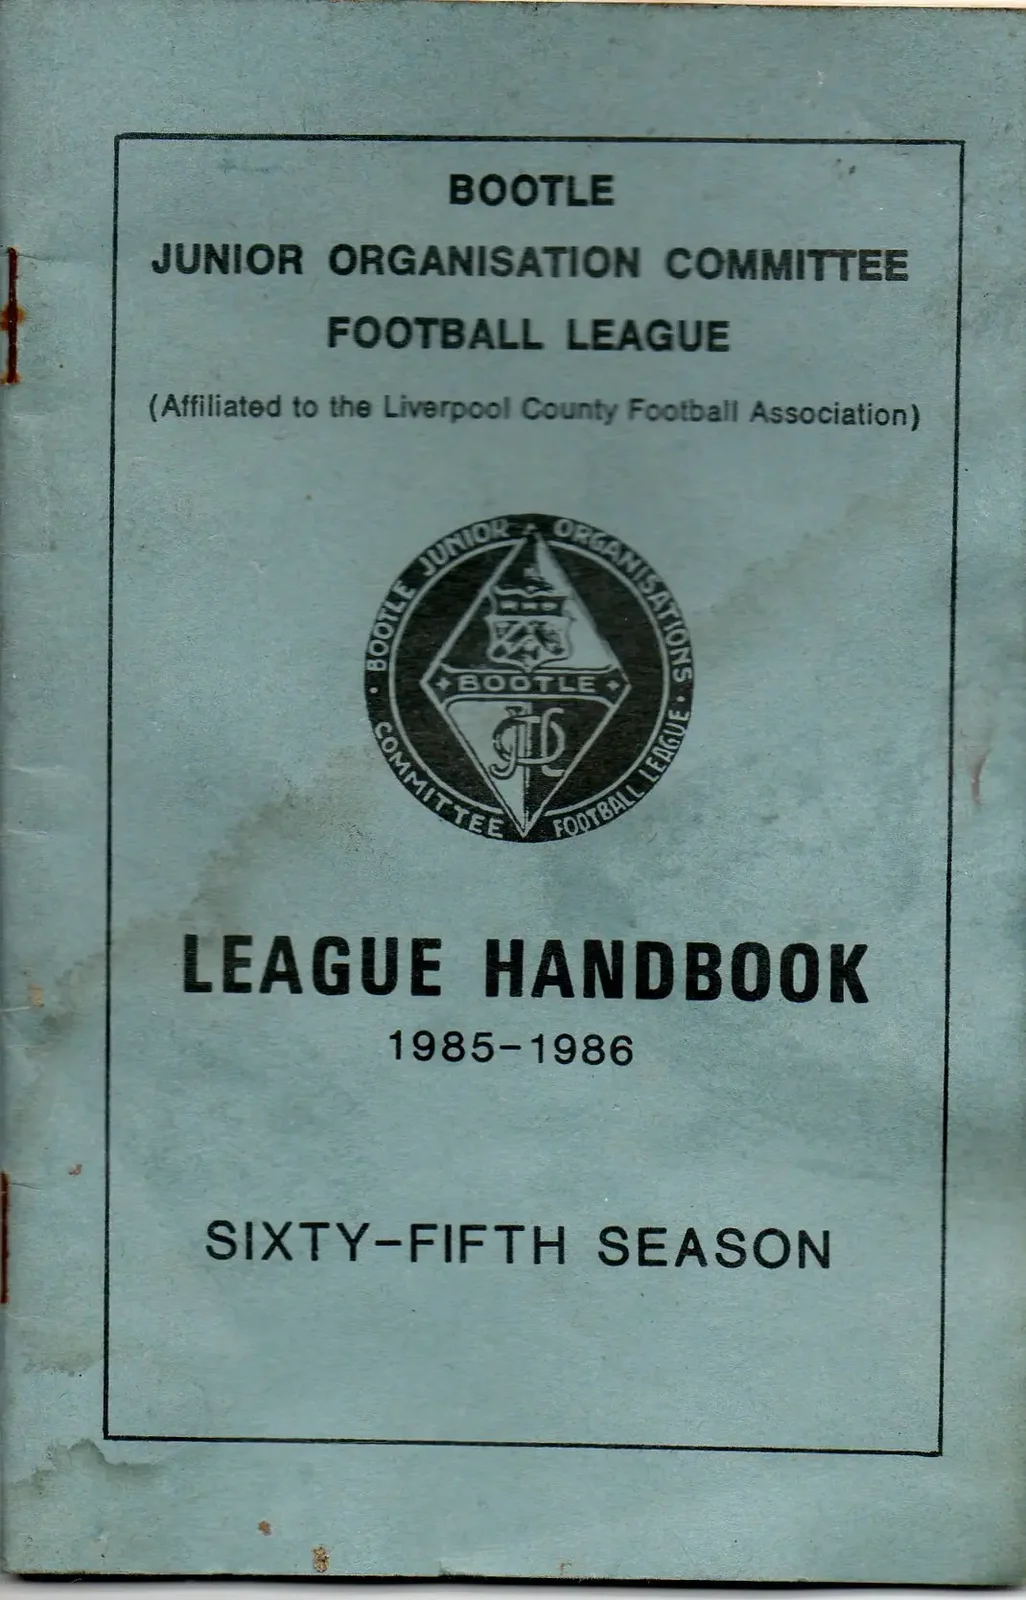 BOOTLE
JUNIOR ORGANISATION COMMITTEE
FOOTBALL LEAGUE
(Affiliated to the Liverpool County Football Association)
BOOTLE JUNIOR ORGANISATIONS
BOOTLE
COMMITTEE FOOTBALL LEAGUE
LEAGUE HANDBOOK
1985-1986
SIXTY-FIFTH SEASON